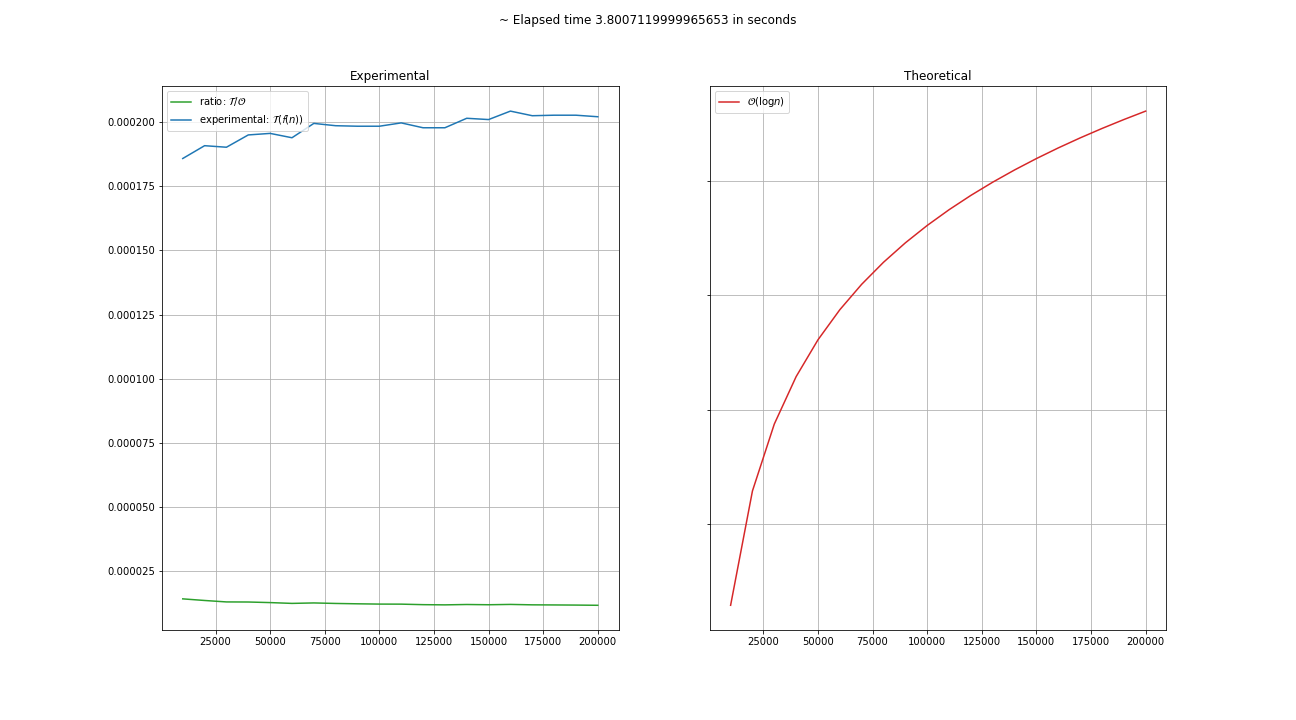 ~ Elapsed time 3.8007119999965653 in seconds
Experimental
ratio: 𝒯/𝒪
experimental: 𝒯(f(n))
0.000200
0.000175
0.000150
0.000125
0.000100
0.000075
0.000050
0.000025
25000 50000 75000 100000 125000 150000 175000 200000
Theoretical
𝒪(logn)
25000 50000 75000 100000 125000 150000 175000 200000